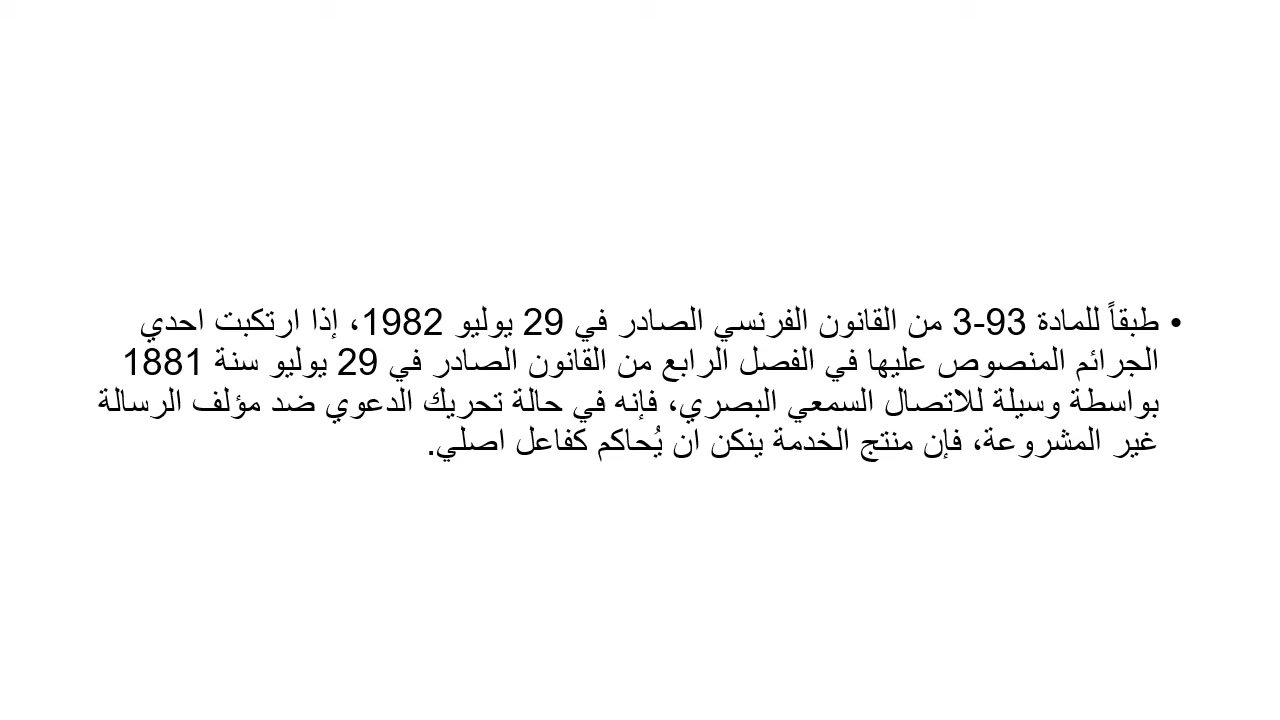 • طبقاً للمادة 93-3 من القانون الفرنسي الصادر في 29 يوليو 1982، إذا ارتكبت احدي
الجرائم المنصوص عليها في الفصل الرابع من القانون الصادر في 29 يوليو سنة 1881
بواسطة وسيلة للاتصال السمعي البصري، فإنه في حالة تحريك الدعوي ضد مؤلف الرسالة
غير المشروعة، فإن منتج الخدمة ينكن ان يُحاكم كفاعل اصلي.